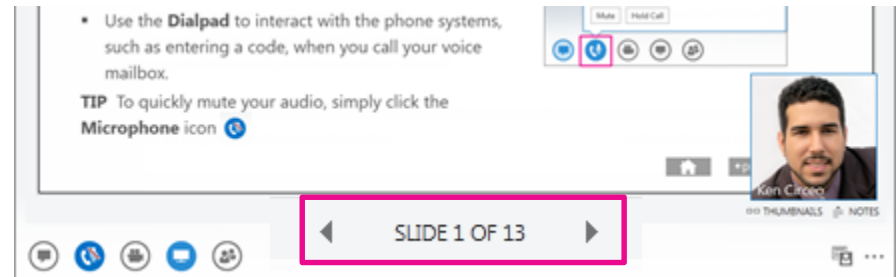 Mute Hold Call
▪ Use the Dialpad to interact with the phone systems,
such as entering a code, when you call your voice
mailbox.
TIP To quickly mute your audio, simply click the
Microphone icon
Ken Circeo
THUMBNAILS NOTES
SLIDE 1 OF 13